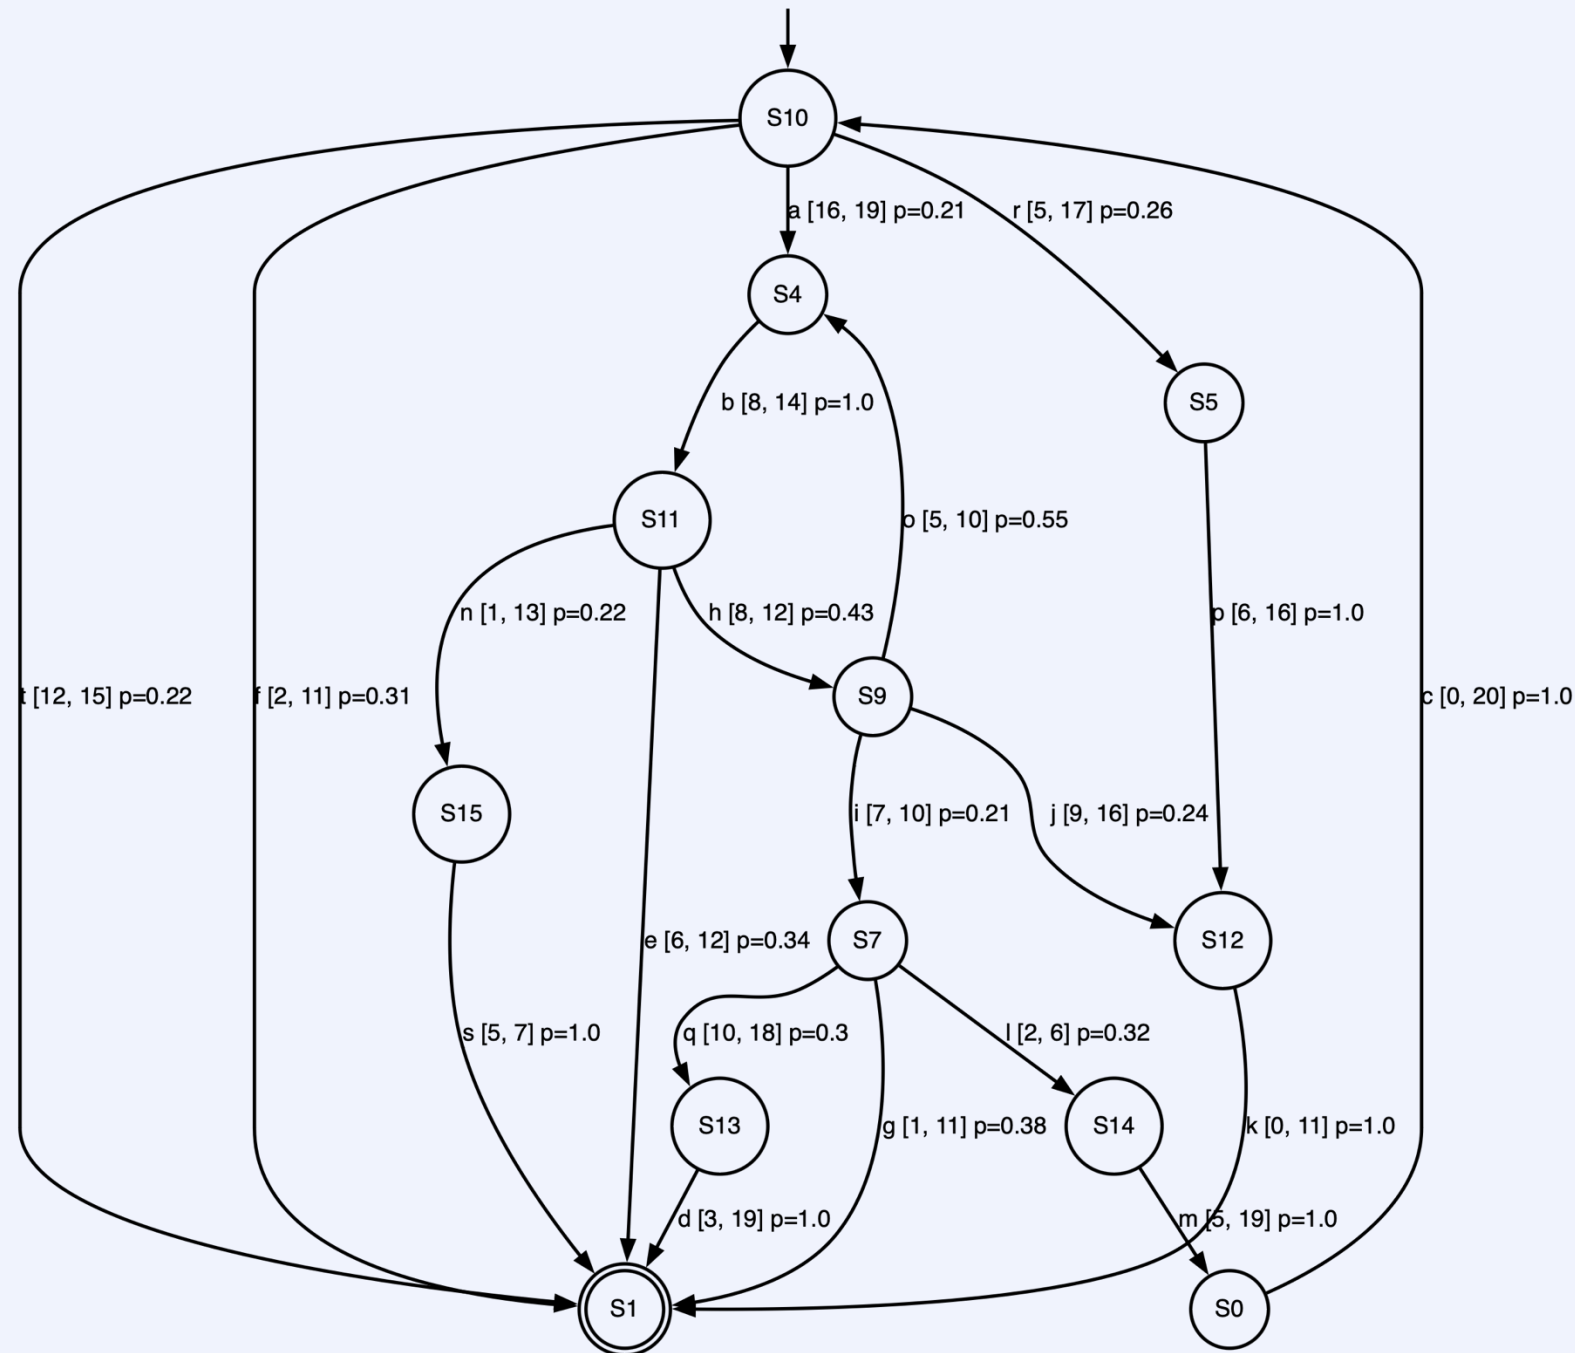 S10
a [16, 19] p=0.21
r [5, 17] p=0.26
S4
S5
b [8, 14] p=1.0
S11
o [5, 10] p=0.55
n [1, 13] p=0.22
h [8, 12] p=0.43
p [6, 16] p=1.0
t [12, 15] p=0.22
f [2, 11] p=0.31
S9
c [0, 20] p=1.0
S15
i [7, 10] p=0.21
j [9, 16] p=0.24
e [6, 12] p=0.34
S7
S12
s [5, 7] p=1.0
q [10, 18] p=0.3
l [2, 6] p=0.32
S13
g [1, 11] p=0.38
S14
k [0, 11] p=1.0
d [3, 19] p=1.0
m [5, 19] p=1.0
S1
S0